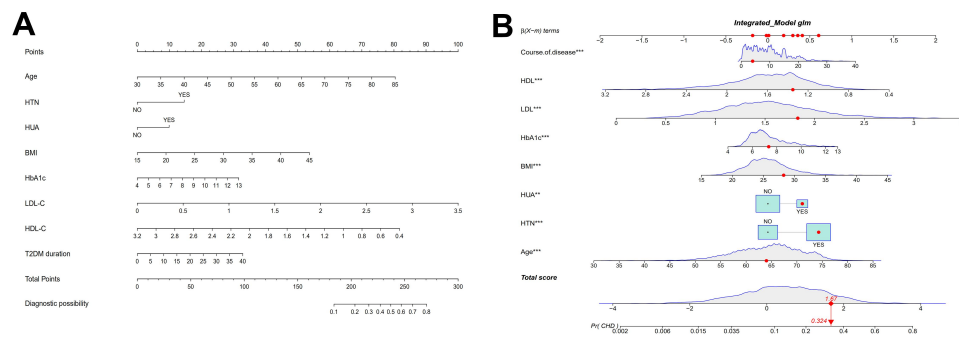 A
Points
0 10 20 30 40 50 60 70 80 90 100
Age
30 35 40 45 50 55 60 65 70 75 80 85
HTN
YES
NO
HUA
YES
NO
BMI
15 20 25 30 35 40 45
HbA1c
4 5 6 7 8 9 10 11 12 13
LDL-C
0 0.5 1 1.5 2 2.5 3 3.5
HDL-C
3.2 3 2.8 2.6 2.4 2.2 2 1.8 1.6 1.4 1.2 1 0.8 0.6 0.4
T2DM duration
0 5 10 15 20 25 30 35 40
Total Points
0 50 100 150 200 250 300
Diagnostic possibility
0.1 0.2 0.3 0.4 0.5 0.6 0.7 0.8
B
Integrated_Model glm
β(X−m) terms
−2 −1.5 −1 −0.5 0 0.5 1 1.5 2
Course.of.disease***
0 10 20 30 40
HDL***
3.2 2.8 2.4 2 1.6 1.2 0.8 0.4
LDL***
0 0.5 1 1.5 2 2.5 3
HbA1c***
4 6 8 10 12 13
BMI***
15 20 25 30 35 40 45
HUA**
NO
YES
HTN***
NO
YES
Age***
30 35 40 45 50 55 60 65 70 75 80 85
Total score
1.67
−4 −2 0 2 4
0.324
Pr( CHD )
0.002 0.006 0.015 0.035 0.1 0.2 0.4 0.6 0.8